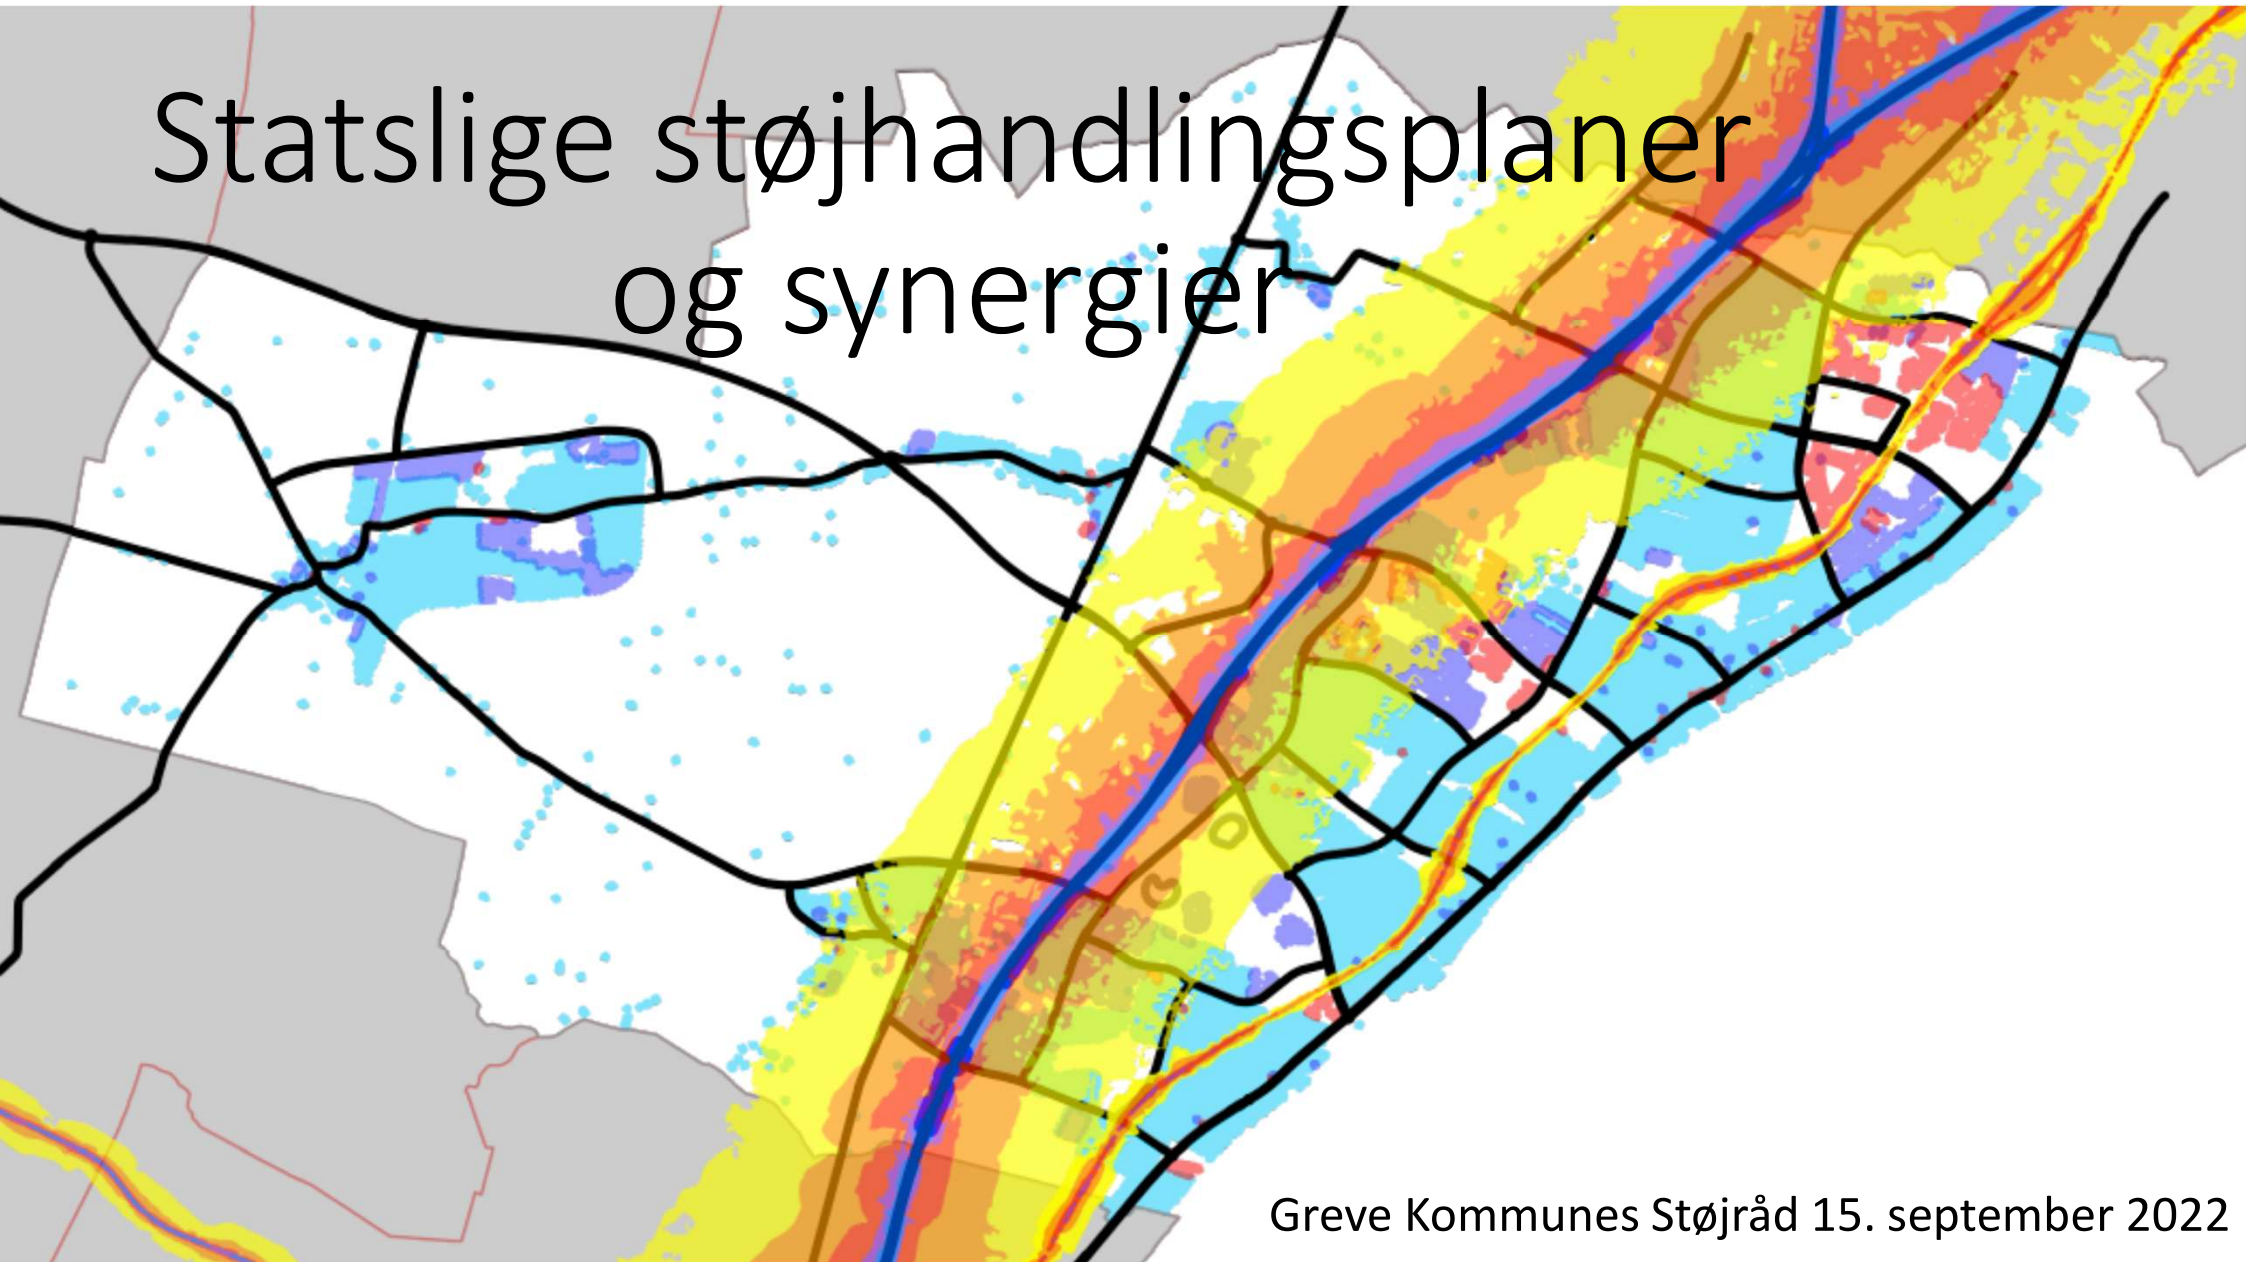 Statslige støjhandlingsplaner
og synergier
Greve Kommunes Støjråd 15. september 2022